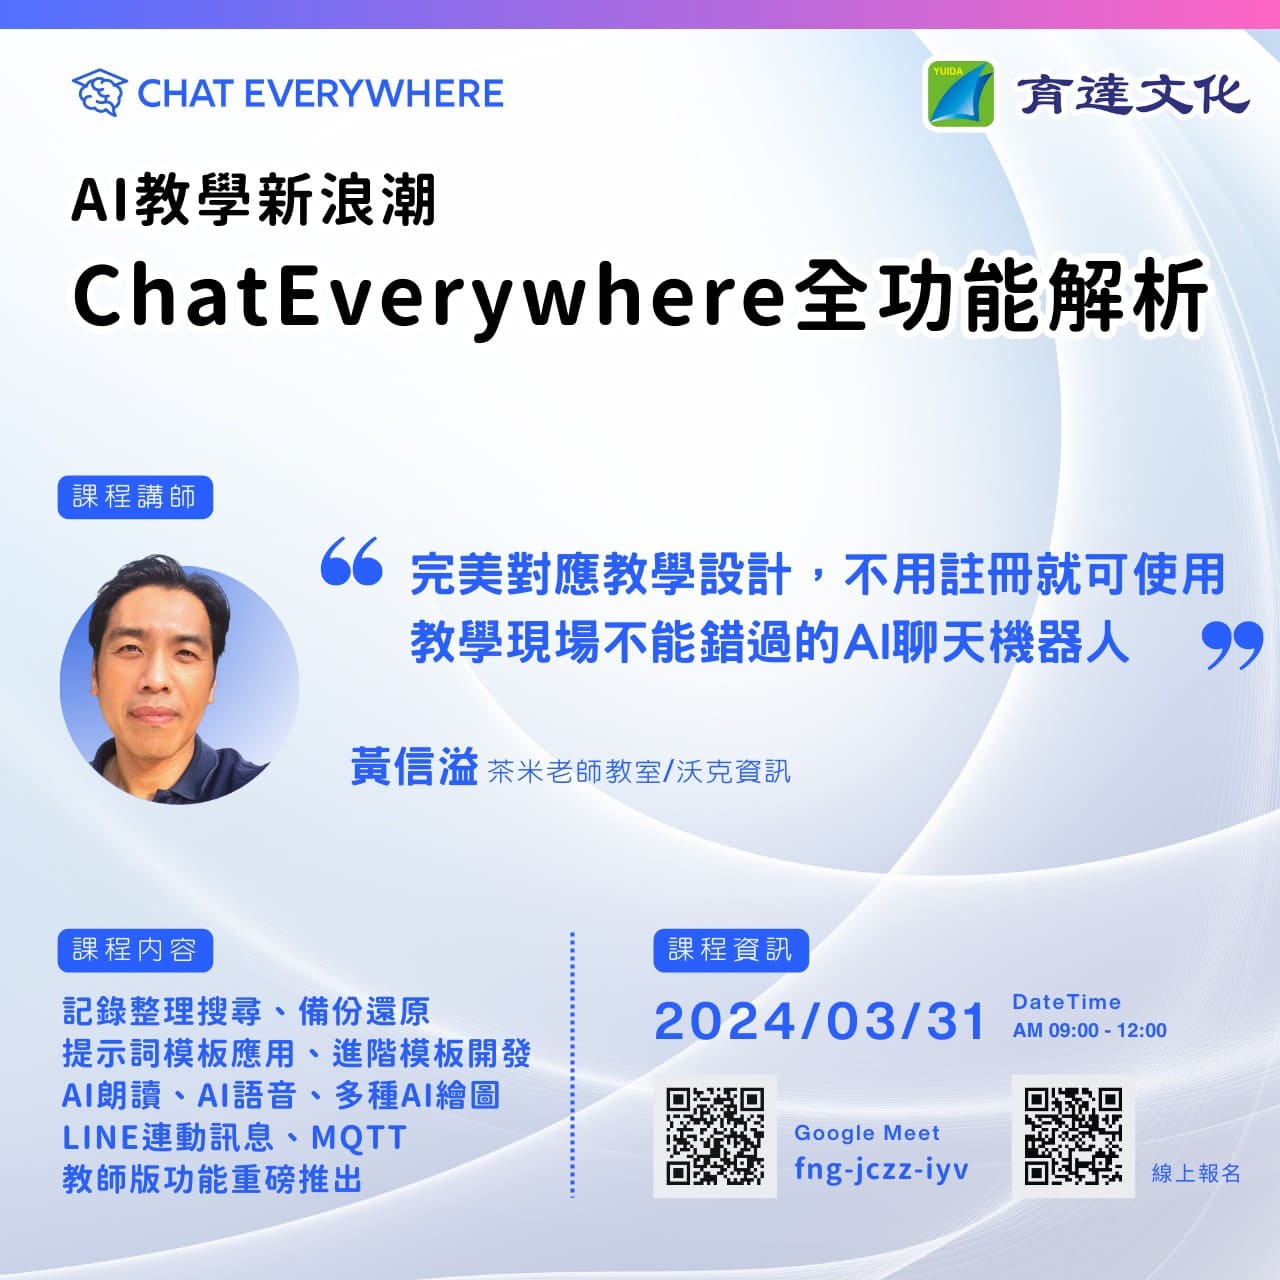 CHAT EVERYWHERE
YUIDA
育達文化
AI教學新浪潮
ChatEverywhere全功能解析
課程講師
“完美對應教學設計，不用註冊就可使用
教學現場不能錯過的AI聊天機器人”
黃信溢 茶米老師教室/沃克資訊
課程內容
記錄整理搜尋、備份還原
提示詞模板應用、進階模板開發
AI朗讀、AI語音、多種AI繪圖
LINE連動訊息、MQTT
教師版功能重磅推出
課程資訊
2024/03/31
DateTime
AM 09:00 - 12:00
Google Meet
fng-jczz-iyv
線上報名